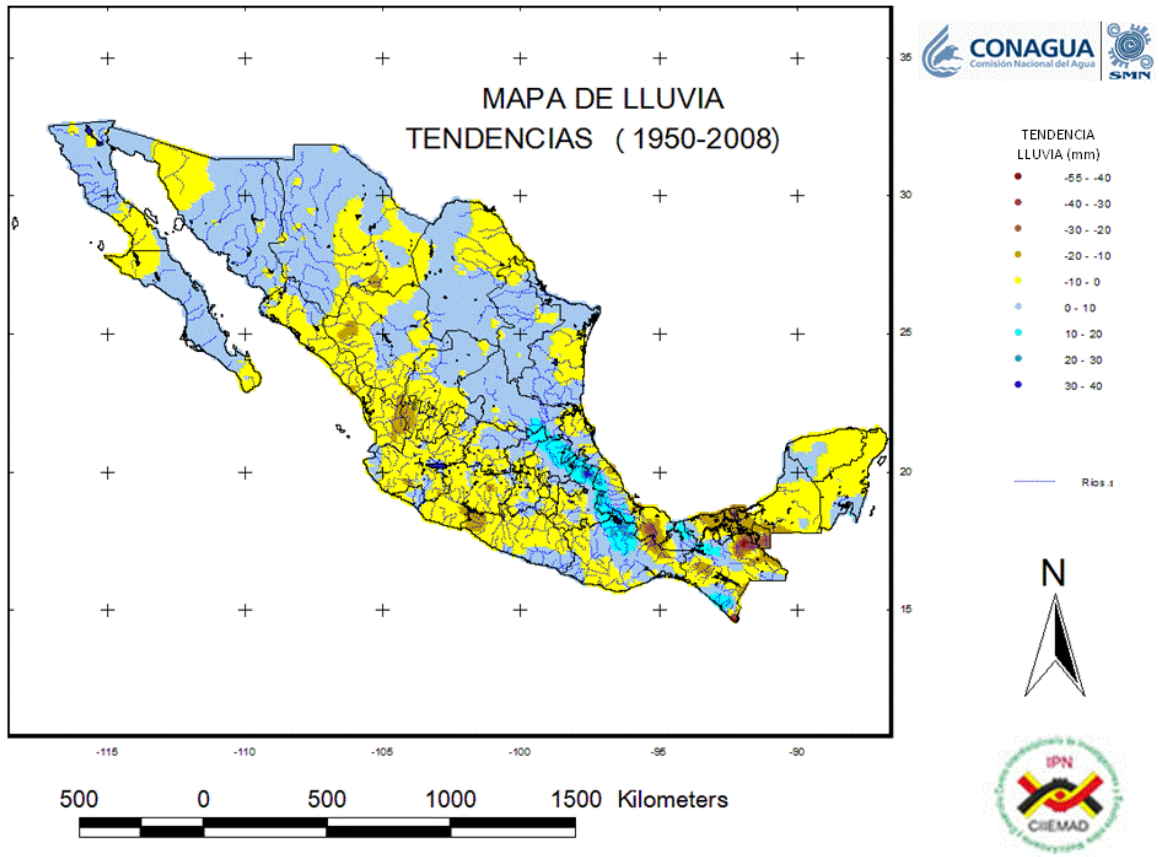 MAPA DE LLUVIA
TENDENCIAS ( 1950-2008)
35
30
25
20
15
-115
-110
-105
-100
-95
-90
500 0 500 1000 1500 Kilometers
CONAGUA
Comisión Nacional del Agua
SMN
TENDENCIA
LLUVIA (mm)
-55 - -40
-40 - -30
-30 - -20
-20 - -10
-10 - 0
0 - 10
10 - 20
20 - 30
30 - 40
Rios.s
N
IPN
CIIEMAD